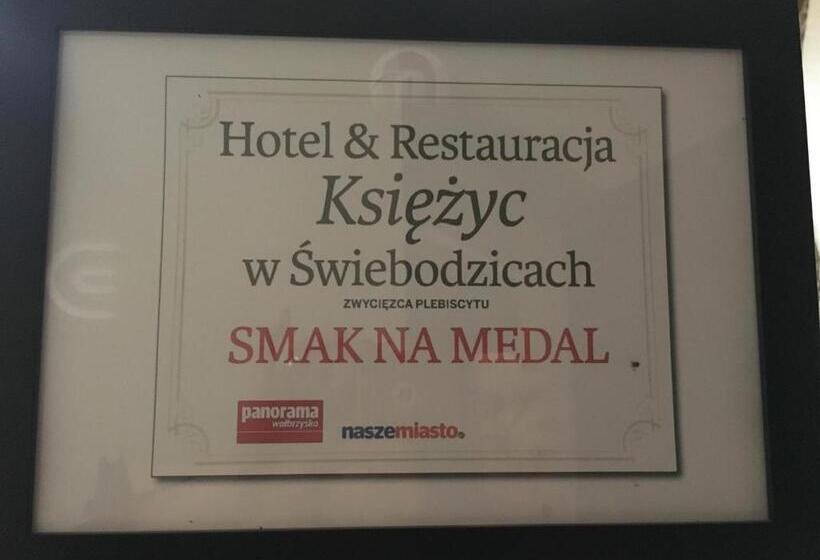 Hotel & Restauracja
Księżyc
w Świebodzicach
ZWYCIĘZCA PLEBISCYTU
SMAK NA MEDAL
panorama
wałbrzyska
naszemiasto.